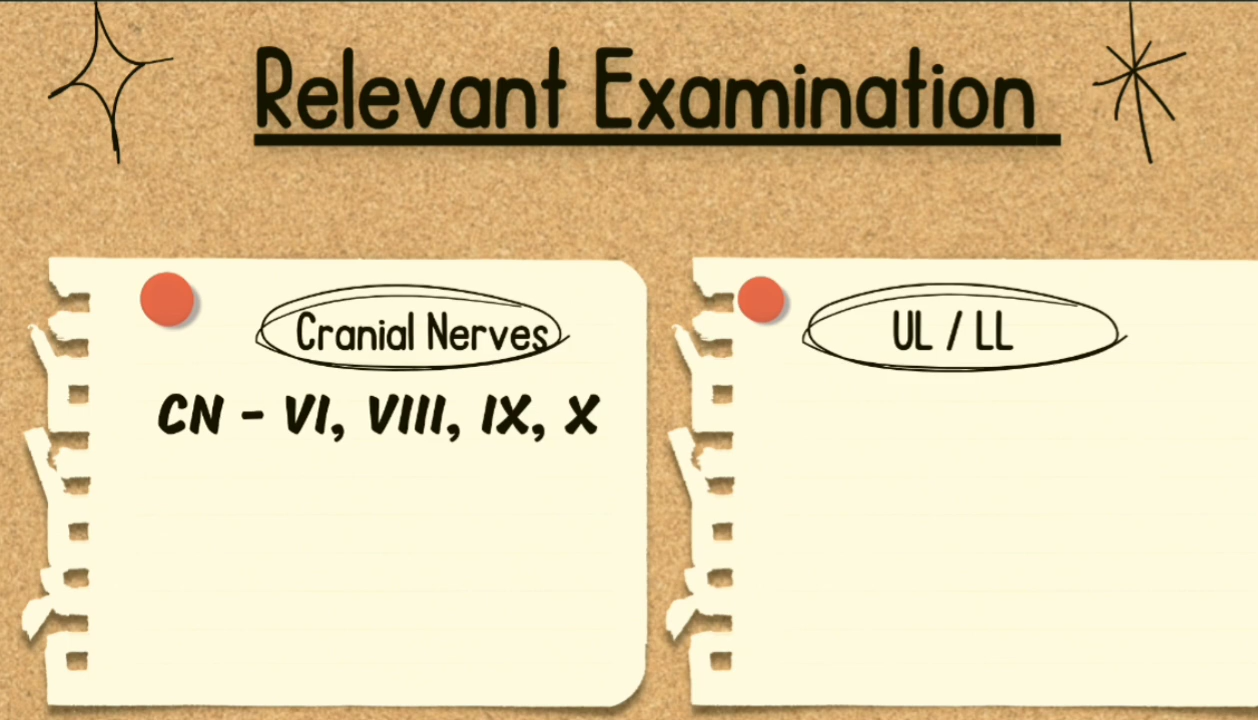 Relevant Examination
Cranial Nerves
CN - VI, VIII, IX, X
UL / LL